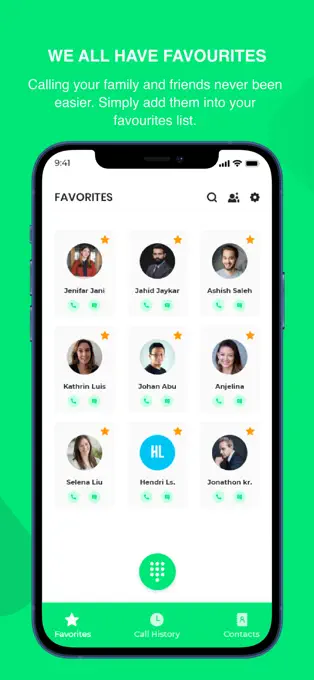 WE ALL HAVE FAVOURITES
Calling your family and friends never been
easier. Simply add them into your
favourites list.
9:41
FAVORITES
Jenifar Jani
Jahid Jaykar
Ashish Saleh
Kathrin Luis
Johan Abu
Anjelina
Selena Liu
HL
Hendri Ls.
Jonathon kr.
Favorites
Call History
Contacts